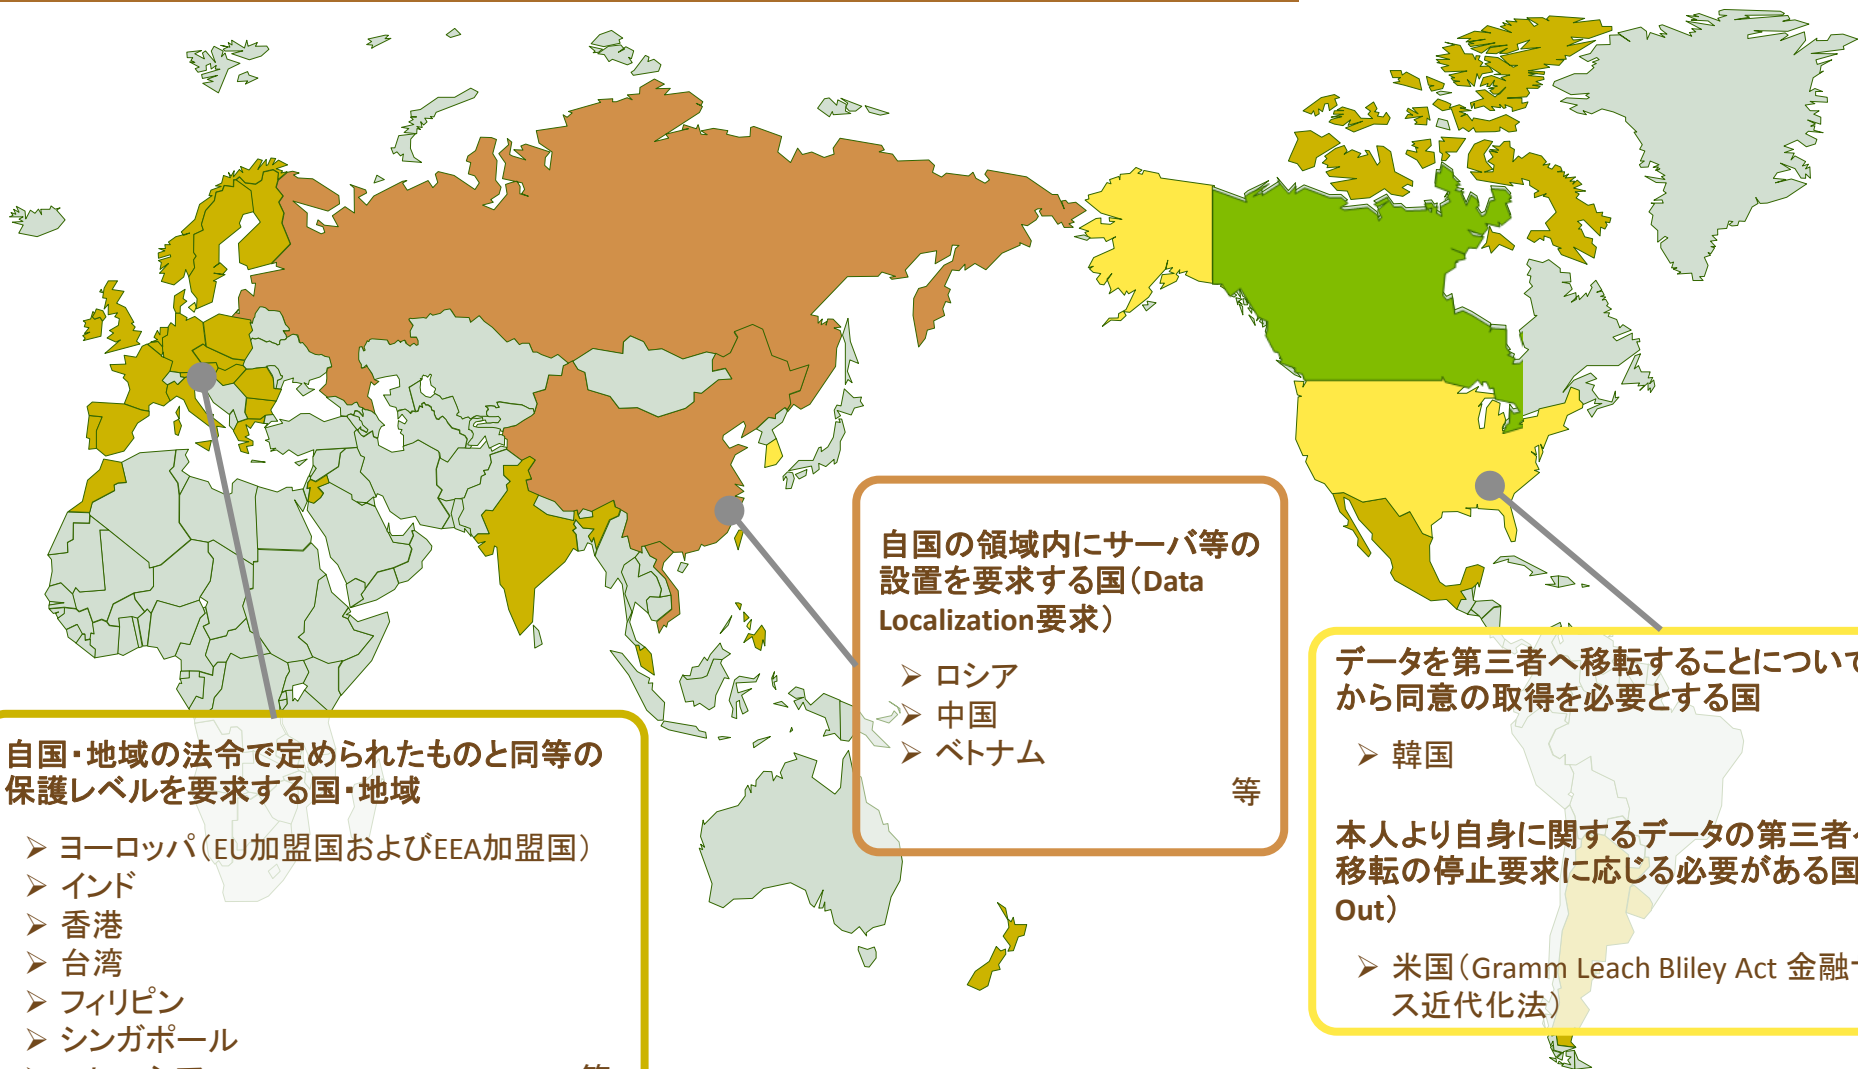 自国の領域内にサーバ等の
設置を要求する国(Data
Localization要求)
➢ ロシア
➢ 中国
➢ ベトナム
等
データを第三者へ移転することについて
から同意の取得を必要とする国
➢ 韓国
本人より自身に関するデータの第三者
移転の停止要求に応じる必要がある国
Out)
➢ 米国(Gramm Leach Bliley Act 金融
ス近代化法)
自国・地域の法令で定められたものと同等の
保護レベルを要求する国・地域
➢ ヨーロッパ(EU加盟国およびEEA加盟国)
➢ インド
➢ 香港
➢ 台湾
➢ フィリピン
➢ シンガポール